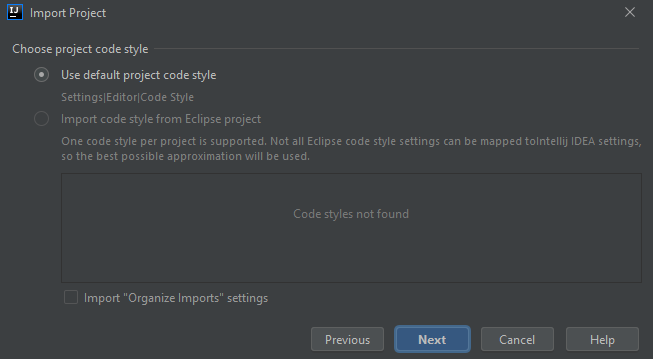 IJ Import Project
Choose project code style
Use default project code style
Settings|Editor|Code Style
Import code style from Eclipse project
One code style per project is supported. Not all Eclipse code style settings can be mapped toIntellij IDEA settings,
so the best possible approximation will be used.
Code styles not found
Import "Organize Imports" settings
Previous Next Cancel Help